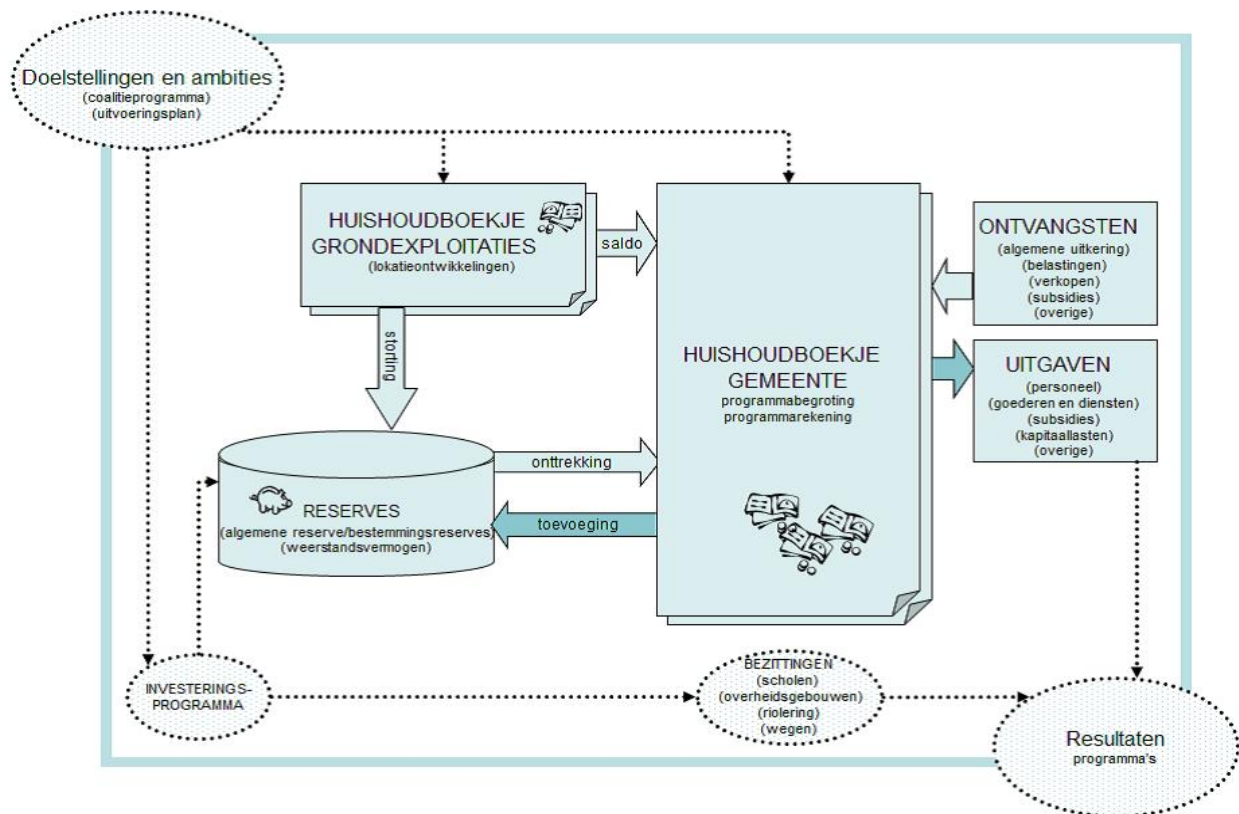 Doelstellingen en ambities
(coalitieprogramma)
(uitvoeringsplan)
HUISHOUDBOEKJE
GRONDEXPLOITATIES
(lokatieontwikkelingen)
saldo
storting
HUISHOUDBOEKJE
GEMEENTE
programmabegroting
programmarekening
ONTVANGSTEN
(algemene uitkering)
(belastingen)
(verkopen)
(subsidies)
(overige)
UITGAVEN
(personeel)
(goederen en diensten)
(subsidies)
(kapitaallasten)
(overige)
onttrekking
toevoeging
RESERVES
(algemene reserve/bestemmingsreserves)
(weerstandsvermogen)
INVESTERINGS-
PROGRAMMA
BEZITTINGEN
(scholen)
(overheidsgebouwen)
(riolering)
(wegen)
Resultaten
programma's